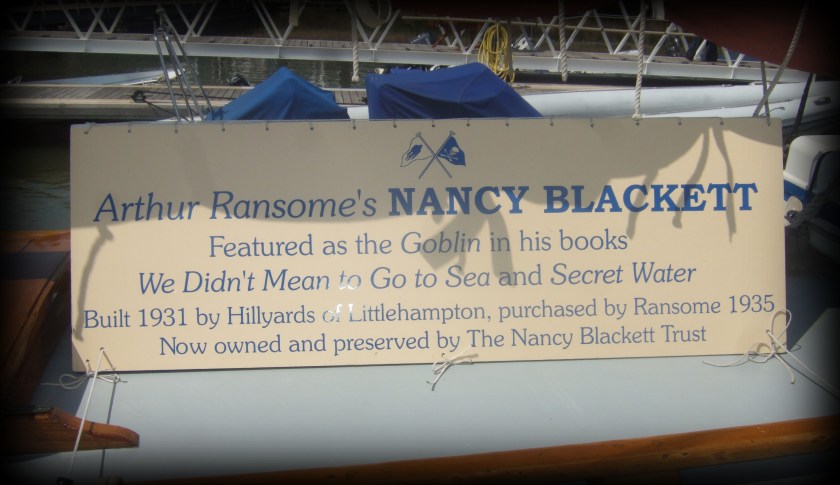 Arthur Ransome's NANCY BLACKETT
Featured as the Goblin in his books
We Didn't Mean to Go to Sea and Secret Water
Built 1931 by Hillyards of Littlehampton, purchased by Ransome 1935
Now owned and preserved by The Nancy Blackett Trust